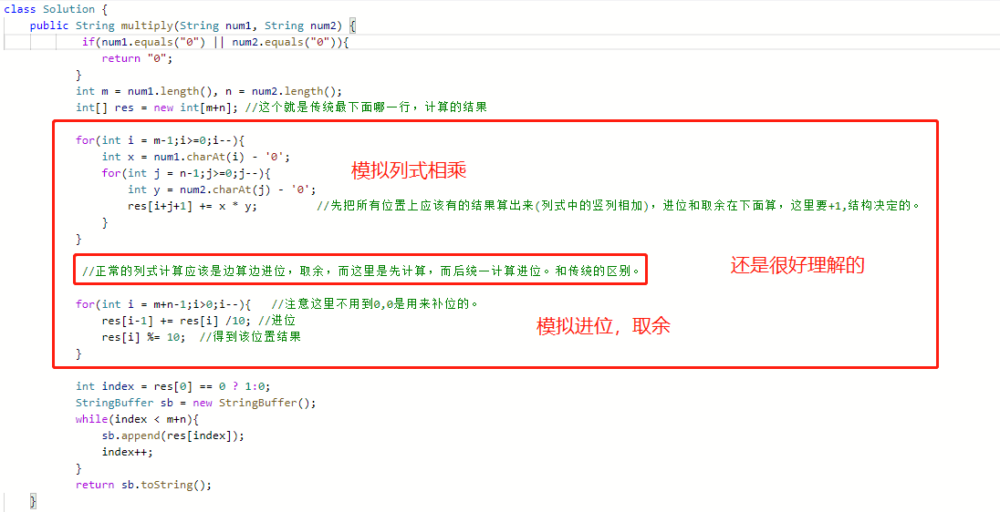 class Solution {
public String multiply(String num1, String num2) {
if(num1.equals("0") || num2.equals("0")){
return "0";
}
int m = num1.length(), n = num2.length();
int[] res = new int[m+n]; //这个就是传统最下面哪一行，计算的结果
for(int i = m-1;i>=0;i--){
int x = num1.charAt(i) - '0';
模拟列式相乘
for(int j = n-1;j>=0;j--){
int y = num2.charAt(j) - '0';
res[i+j+1] += x * y; //先把所有位置上应该有的结果算出来(列式中的竖列相加)，进位和取余在下面算，这里要+1,结构决定的。
}
}
//正常的列式计算应该是边算边进位，取余，而这里是先计算，而后统一计算进位。和传统的区别。
还是很好理解的
for(int i = m+n-1;i>0;i--){ //注意这里不用到0,0是用来补位的。
res[i-1] += res[i] /10; //进位
模拟进位，取余
res[i] %= 10; //得到该位置结果
}
int index = res[0] == 0 ? 1:0;
StringBuffer sb = new StringBuffer();
while(index < m+n){
sb.append(res[index]);
index++;
}
return sb.toString();
}